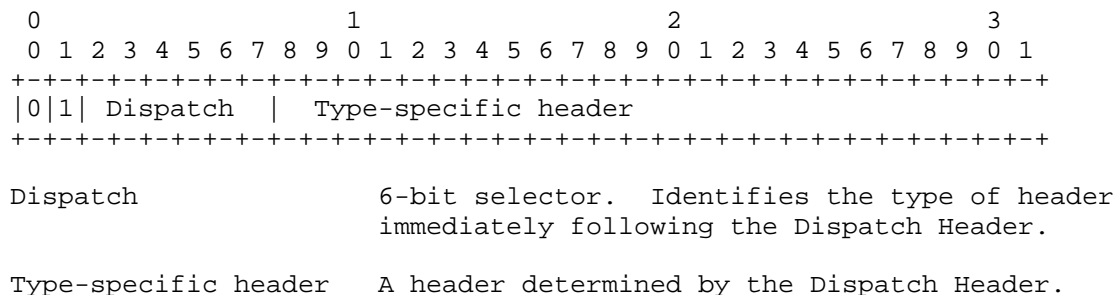 0                   1                   2                   3
0 1 2 3 4 5 6 7 8 9 0 1 2 3 4 5 6 7 8 9 0 1 2 3 4 5 6 7 8 9 0 1
+-+-+-+-+-+-+-+-+-+-+-+-+-+-+-+-+-+-+-+-+-+-+-+-+-+-+-+-+-+-+-+-+
|0|1| Dispatch  |  Type-specific header
+-+-+-+-+-+-+-+-+-+-+-+-+-+-+-+-+-+-+-+-+-+-+-+-+-+-+-+-+-+-+-+-+
Dispatch               6-bit selector.  Identifies the type of header
immediately following the Dispatch Header.
Type-specific header   A header determined by the Dispatch Header.